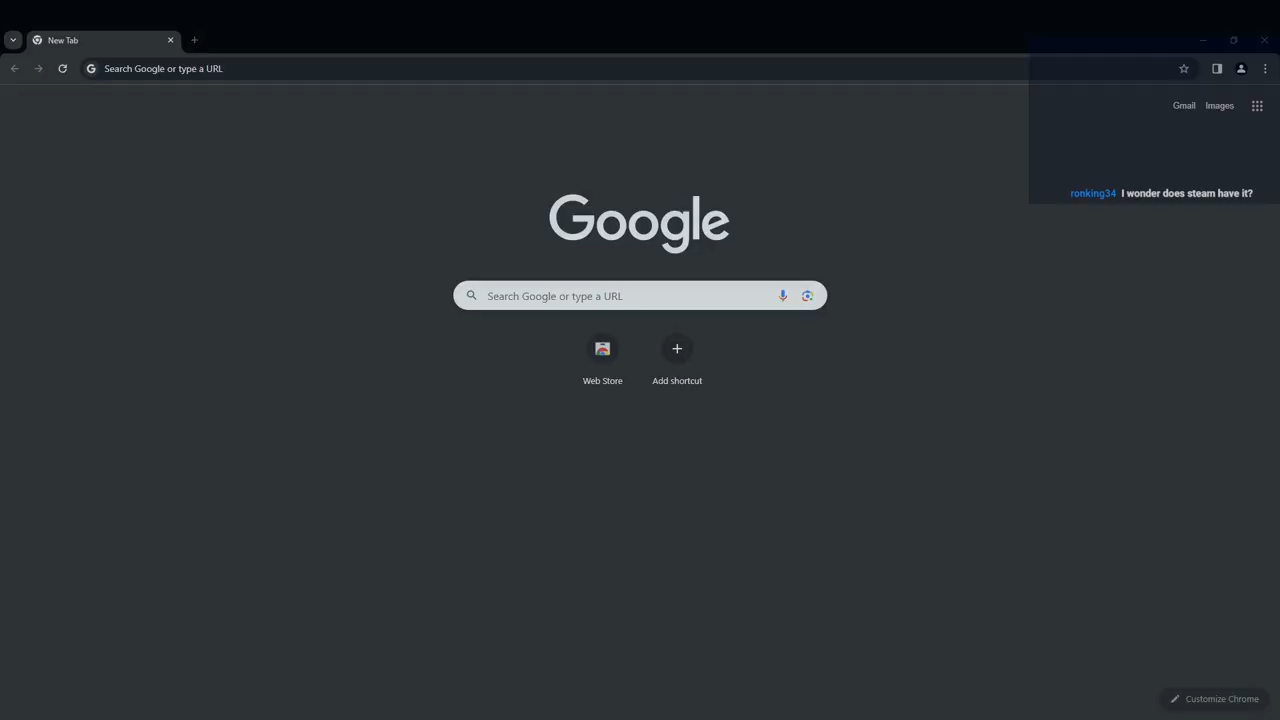 New Tab
Search Google or type a URL
Gmail Images
ronking34 I wonder does steam have it?
Google
Search Google or type a URL
Web Store Add shortcut
Customize Chrome